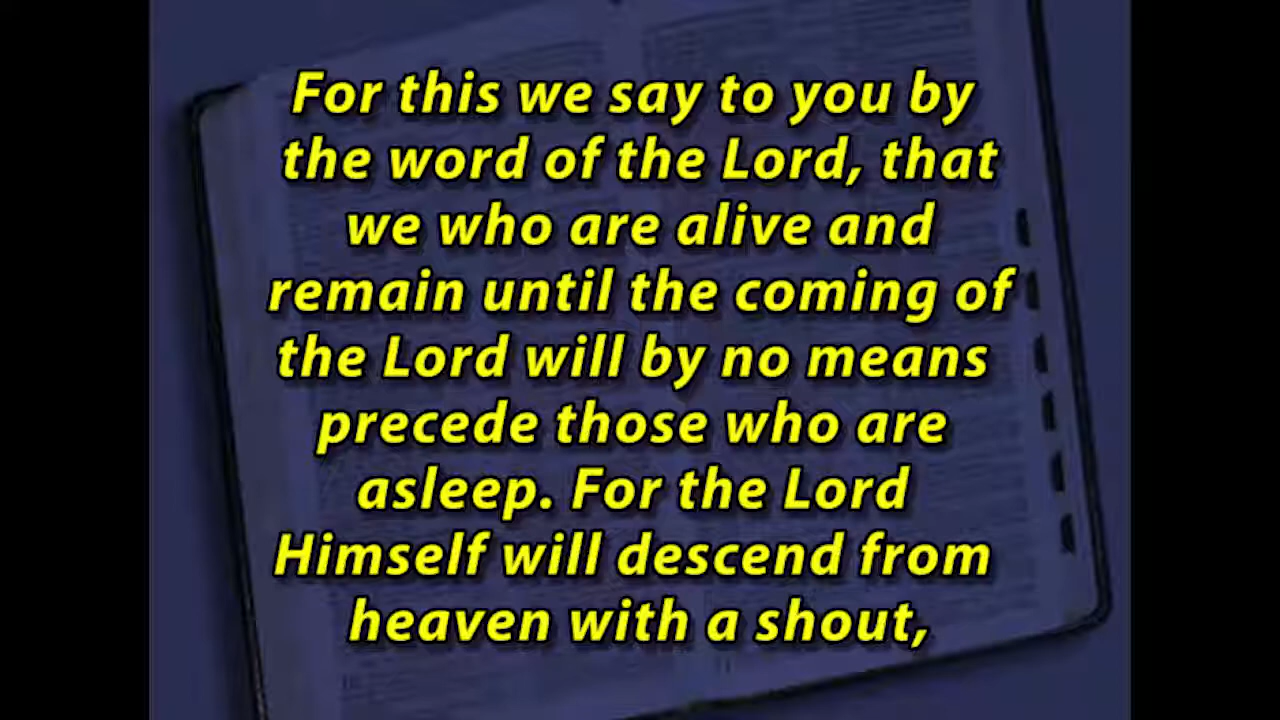 For this we say to you by
the word of the Lord, that
we who are alive and
remain until the coming of
the Lord will by no means
precede those who are
asleep. For the Lord
Himself will descend from
heaven with a shout,